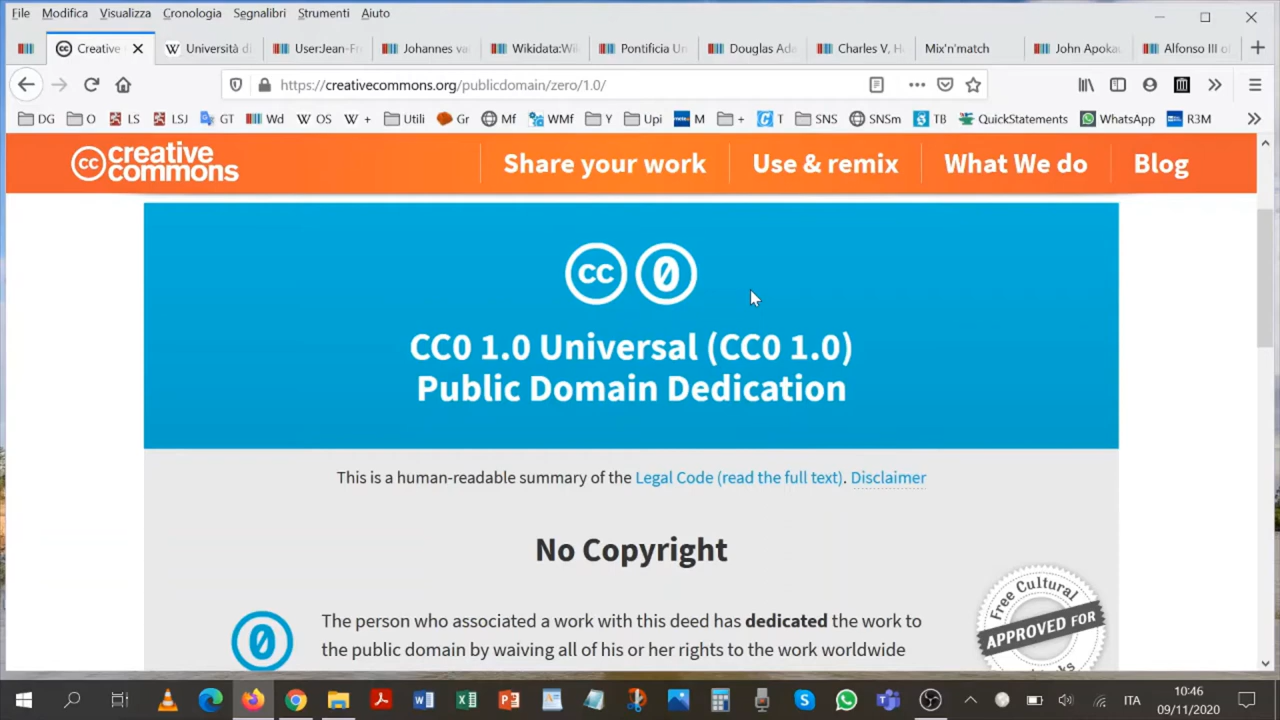 File Modifica Visualizza Cronologia Segnalibri Strumenti Aiuto
cc Creative W Università di User:Jean-Fr Johannes va Wikidata:Wi Pontificia Un Douglas Ada Charles V, H Mix'n'match John Apoka Alfonso III o
https://creativecommons.org/publicdomain/zero/1.0/
DG O LS LSJ GT Wd W OS W + Utili Gr Mf WMf Y Upi M + T SNS SNSm TB QuickStatements WhatsApp R3M
cc creative commons Share your work Use & remix What We do Blog
cc 0
CC0 1.0 Universal (CC0 1.0)
Public Domain Dedication
This is a human-readable summary of the Legal Code (read the full text). Disclaimer
No Copyright
Free Cultural
APPROVED FOR
The person who associated a work with this deed has dedicated the work to
0 the public domain by waiving all of his or her rights to the work worldwide
ITA 10:46
09/11/2020